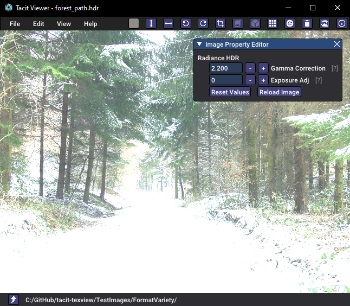 Tacit Viewer - forest_path.hdr
File Edit View Help
Image Property Editor
Radiance HDR
2.200 - + Gamma Correction [?]
0 - + Exposure Adj [?]
Reset Values Reload Image
C:/GitHub/tacit-texview/TestImages/FormatVariety/